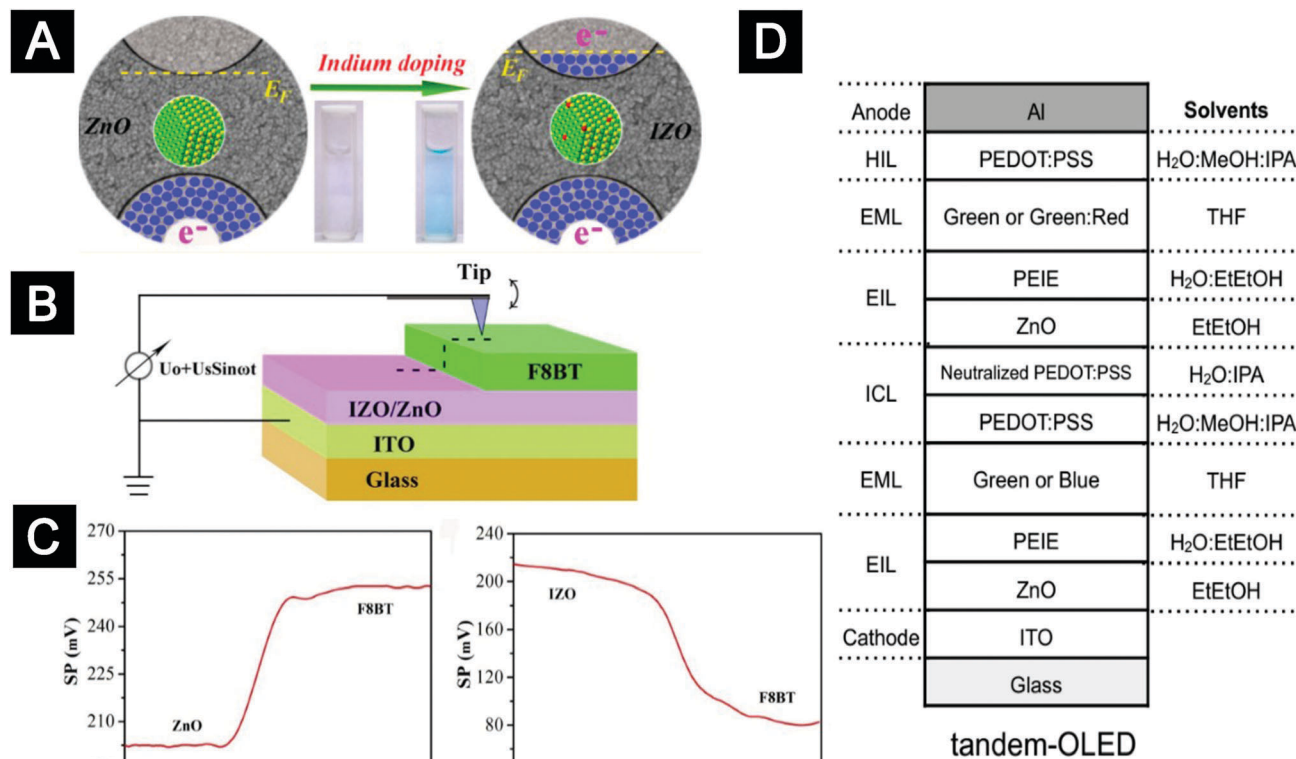 A
e⁻
E_F
Indium doping
E_F
ZnO
IZO
e⁻
e⁻
B
Tip
Uo+UsSinωt
F8BT
IZO/ZnO
ITO
Glass
C
270
255
240
225
210
SP (mV)
ZnO
F8BT
240
200
160
120
80
SP (mV)
IZO
F8BT
D
Solvents
Anode Al
HIL PEDOT:PSS H₂O:MeOH:IPA
EML Green or Green:Red THF
EIL
PEIE H₂O:EtEtOH
ZnO EtEtOH
ICL
Neutralized PEDOT:PSS H₂O:IPA
PEDOT:PSS H₂O:MeOH:IPA
EML Green or Blue THF
EIL
PEIE H₂O:EtEtOH
ZnO EtEtOH
Cathode ITO
Glass
tandem-OLED